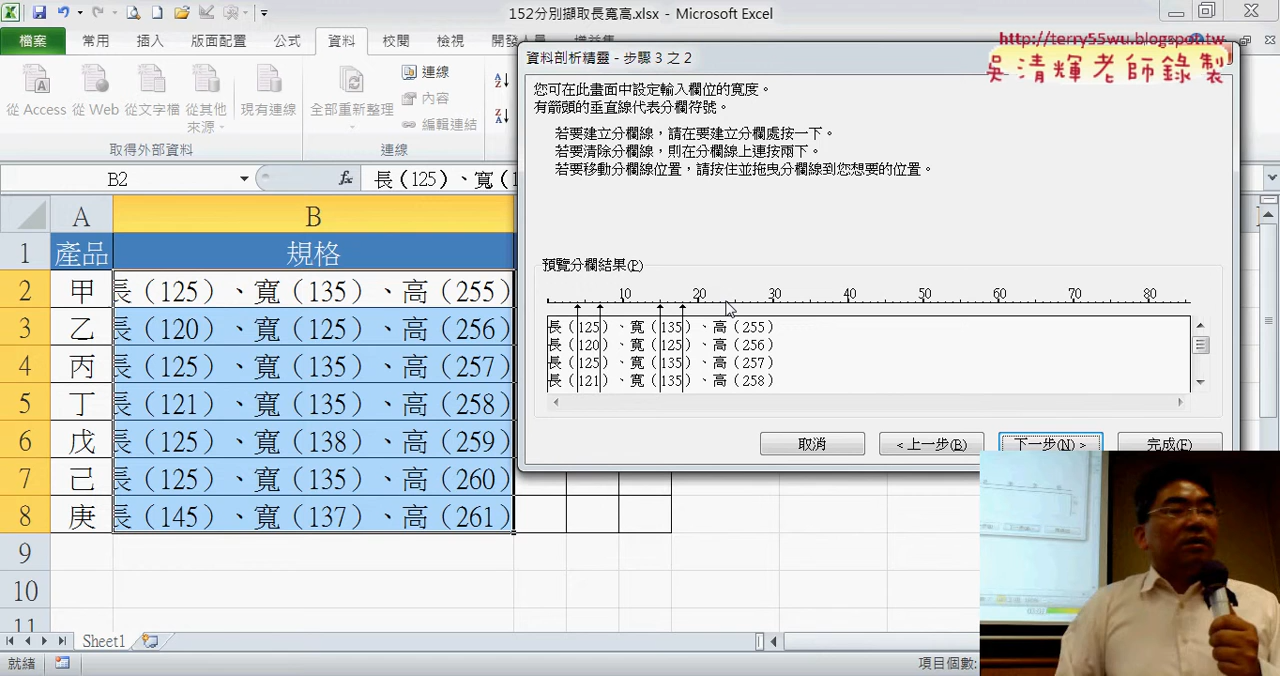 152分別擷取長寬高.xlsx - Microsoft Excel
檔案 常用 插入 版面配置 公式 資料 校閱 檢視 開發人員 增益集
http://terry55wu.blogspot.tw
吳清輝老師錄製
從 Access 從 Web 從文字檔 從其他來源 現有連線
取得外部資料
全部重新整理 連線 內容 編輯連結
連線
B2 fx 長（125）、寬（1
A B
1 產品 規格
2 甲 長（125）、寬（135）、高（255）
3 乙 長（120）、寬（125）、高（256）
4 丙 長（125）、寬（135）、高（257）
5 丁 長（121）、寬（135）、高（258）
6 戊 長（125）、寬（138）、高（259）
7 己 長（125）、寬（135）、高（260）
8 庚 長（145）、寬（137）、高（261）
9
10
11
Sheet1
就緒
項目個數:
資料剖析精靈 - 步驟 3 之 2
您可在此畫面中設定輸入欄位的寬度。
有箭頭的垂直線代表分欄符號。
若要建立分欄線，請在要建立分欄處按一下。
若要清除分欄線，則在分欄線上連按兩下。
若要移動分欄線位置，請按住並拖曳分欄線到您想要的位置。
預覽分欄結果(P)
10 20 30 40 50 60 70 80
長（125）、寬（135）、高（255）
長（120）、寬（125）、高（256）
長（125）、寬（135）、高（257）
長（121）、寬（135）、高（258）
取消 < 上一步(B) 下一步(N) > 完成(F)